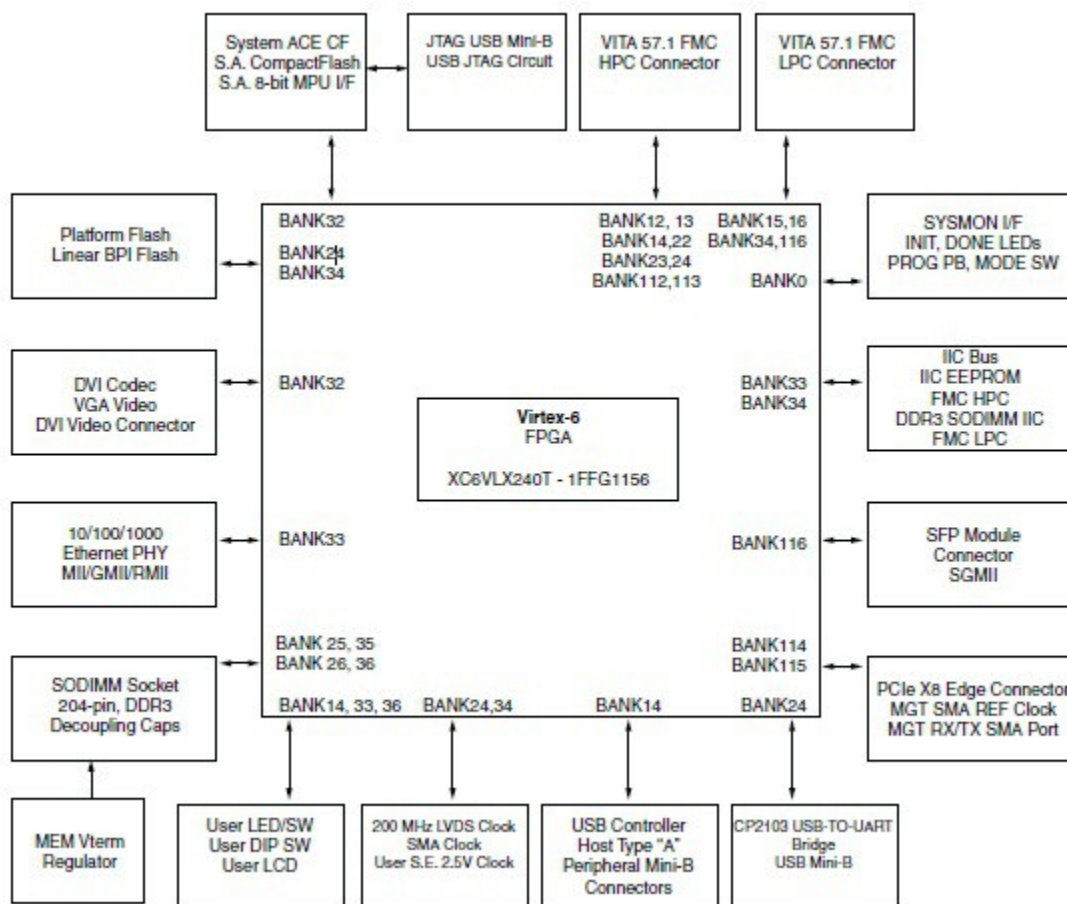 System ACE CF
S.A. CompactFlash
S.A. 8-bit MPU I/F
JTAG USB Mini-B
USB JTAG Circuit
VITA 57.1 FMC
HPC Connector
VITA 57.1 FMC
LPC Connector
Platform Flash
Linear BPI Flash
DVI Codec
VGA Video
DVI Video Connector
10/100/1000
Ethernet PHY
MII/GMII/RMII
SODIMM Socket
204-pin, DDR3
Decoupling Caps
MEM Vterm
Regulator
BANK32
BANK24
BANK34
BANK32
BANK33
BANK 25, 35
BANK 26, 36
BANK12, 13
BANK14,22
BANK23,24
BANK112,113
BANK15,16
BANK34,116
BANK0
BANK33
BANK34
BANK116
BANK114
BANK115
Virtex-6
FPGA
XC6VLX240T - 1FFG1156
BANK14, 33, 36
BANK24,34
BANK14
BANK24
SYSMON I/F
INIT, DONE LEDs
PROG PB, MODE SW
IIC Bus
IIC EEPROM
FMC HPC
DDR3 SODIMM IIC
FMC LPC
SFP Module
Connector
SGMII
PCIe X8 Edge Connector
MGT SMA REF Clock
MGT RX/TX SMA Port
User LED/SW
User DIP SW
User LCD
200 MHz LVDS Clock
SMA Clock
User S.E. 2.5V Clock
USB Controller
Host Type "A"
Peripheral Mini-B
Connectors
CP2103 USB-TO-UART
Bridge
USB Mini-B